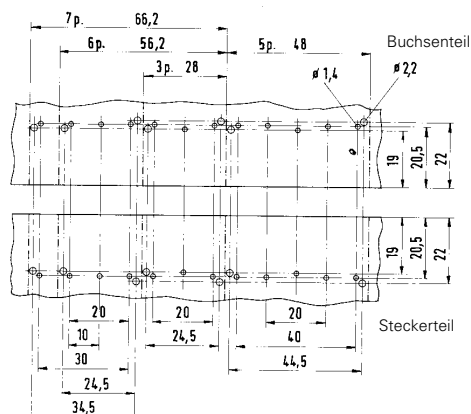 7p. 66,2
6p. 56,2 5p. 48
3p. 28
Buchsenteil
ø 1,4 ø 2,2
19 20,5 22
19 20,5 22
Steckerteil
20 20 20
10 24,5 40
30 44,5
24,5
34,5